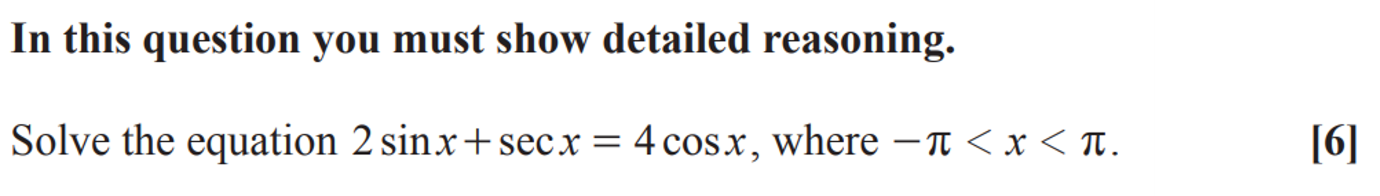 In this question you must show detailed reasoning.
Solve the equation 2 sin x + sec x = 4 cos x, where −π < x < π. [6]